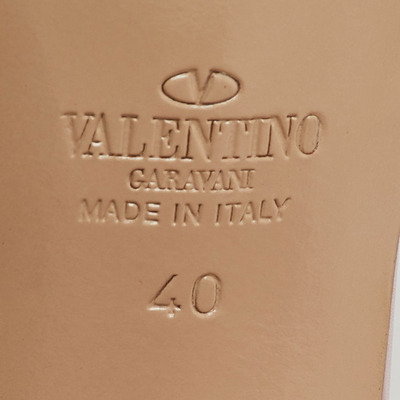 V
VALENTINO
GARAVANI
MADE IN ITALY
40